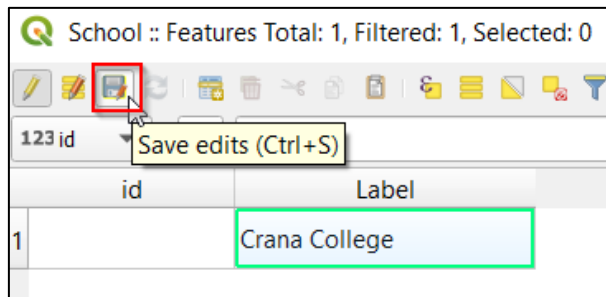 School :: Features Total: 1, Filtered: 1, Selected: 0
123 id
Save edits (Ctrl+S)
id Label
1 Crana College